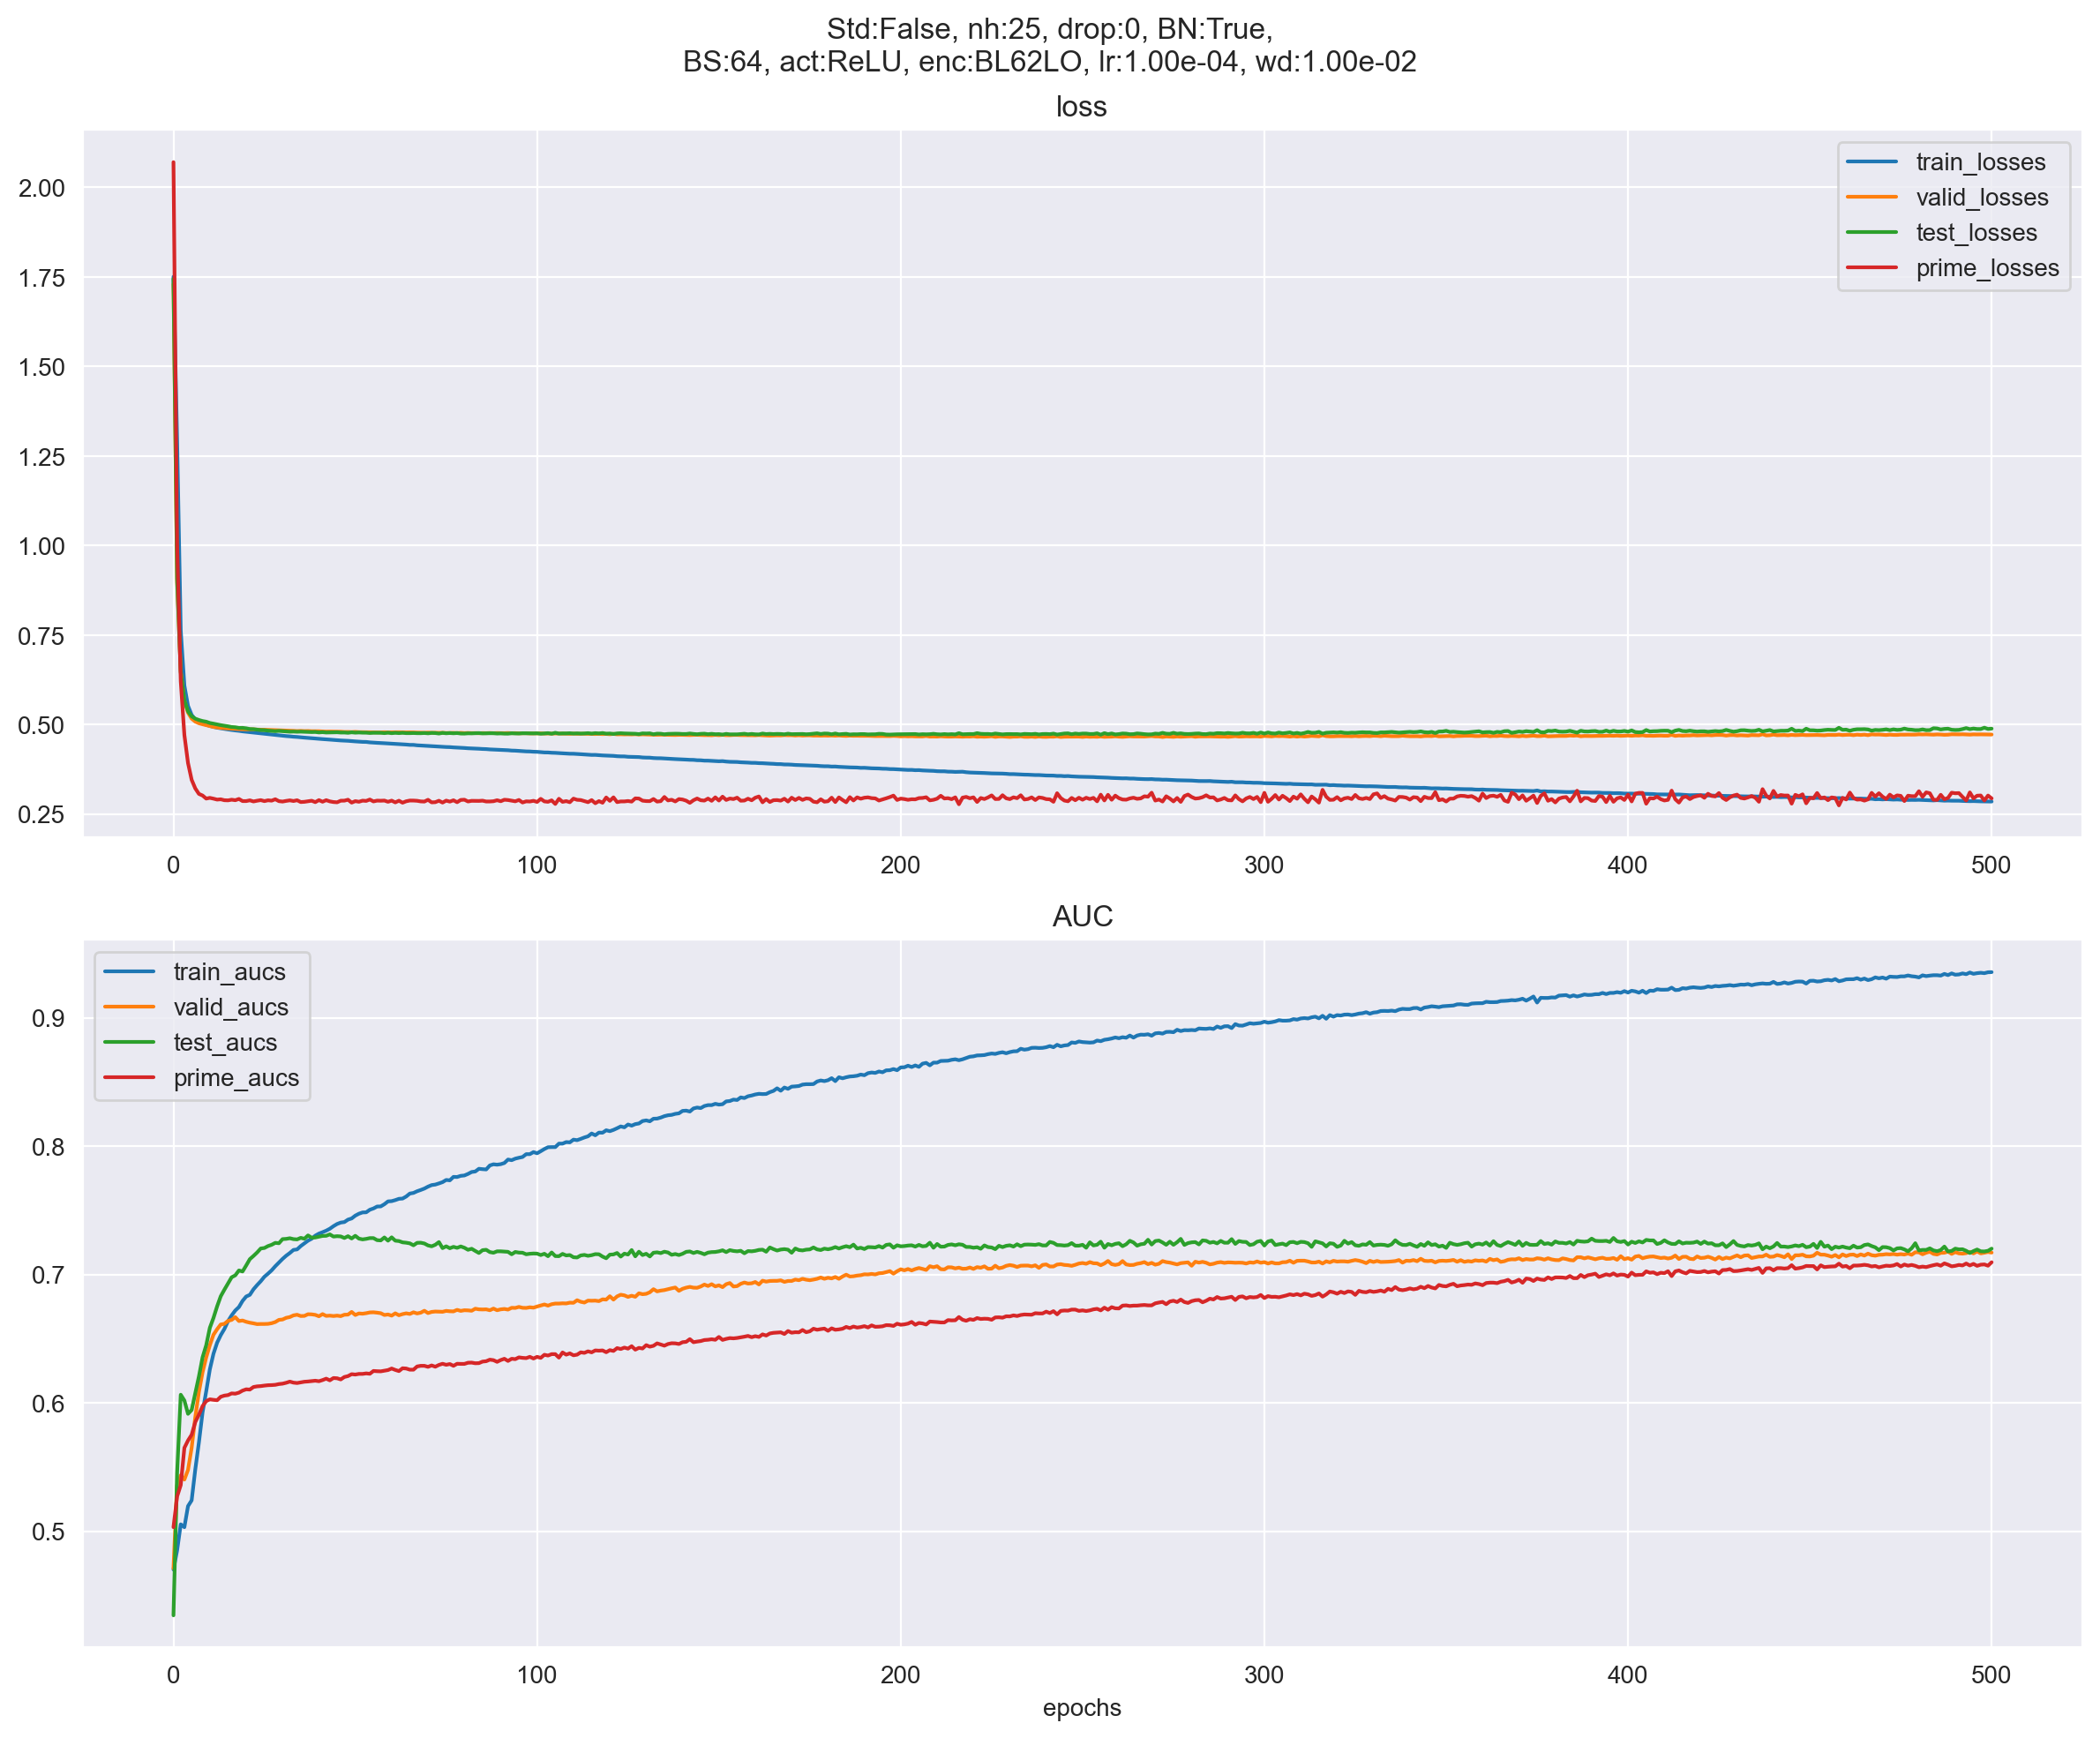 Std:False, nh:25, drop:0, BN:True,
BS:64, act:ReLU, enc:BL62LO, lr:1.00e-04, wd:1.00e-02
loss
train_losses
valid_losses
test_losses
prime_losses
2.00
1.75
1.50
1.25
1.00
0.75
0.50
0.25
0 100 200 300 400 500
AUC
train_aucs
valid_aucs
test_aucs
prime_aucs
0.9
0.8
0.7
0.6
0.5
0 100 200 300 400 500
epochs